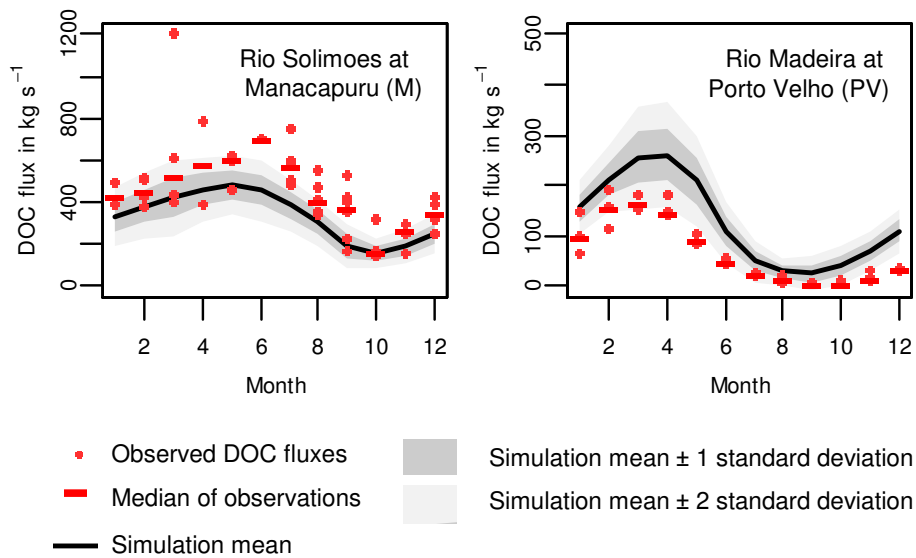 Rio Solimoes at
Manacapuru (M)
DOC flux in kg s⁻¹
0
400
800
1200
2 4 6 8 10 12
Month
Rio Madeira at
Porto Velho (PV)
DOC flux in kg s⁻¹
0
100
300
500
2 4 6 8 10 12
Month
Observed DOC fluxes
Median of observations
Simulation mean
Simulation mean ± 1 standard deviation
Simulation mean ± 2 standard deviation